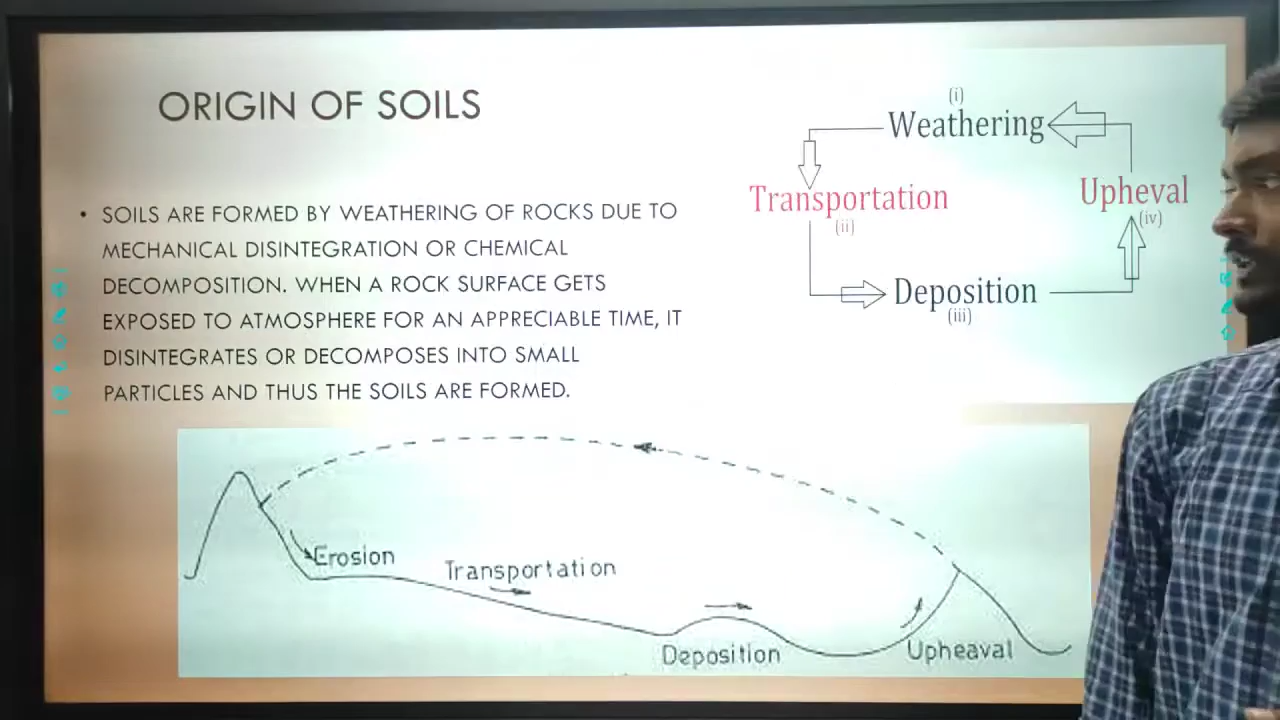 ORIGIN OF SOILS
• SOILS ARE FORMED BY WEATHERING OF ROCKS DUE TO
MECHANICAL DISINTEGRATION OR CHEMICAL
DECOMPOSITION. WHEN A ROCK SURFACE GETS
EXPOSED TO ATMOSPHERE FOR AN APPRECIABLE TIME, IT
DISINTEGRATES OR DECOMPOSES INTO SMALL
PARTICLES AND THUS THE SOILS ARE FORMED.
(i)
Weathering
Transportation
(ii)
Upheval
(iv)
Deposition
(iii)
Erosion
Transportation
Deposition
Upheaval